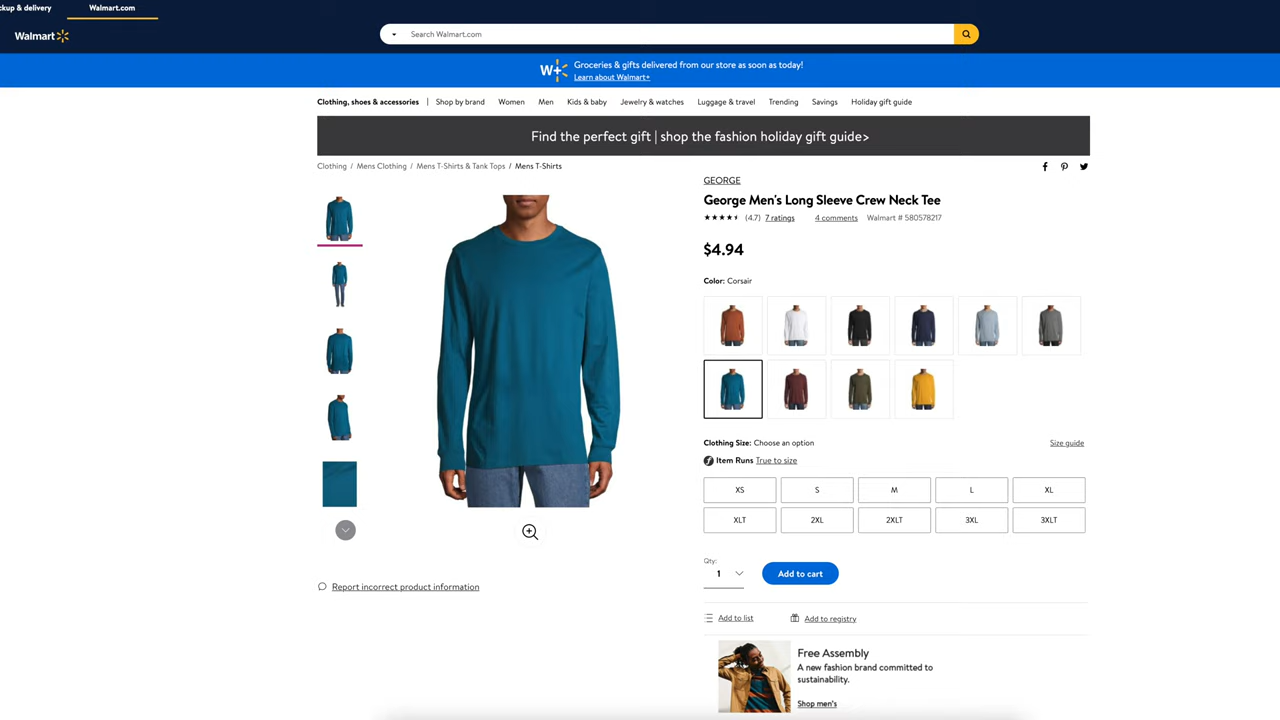 ckup & delivery
Walmart.com
Walmart
Search Walmart.com
W+
Groceries & gifts delivered from our store as soon as today!
Learn about Walmart+
Clothing, shoes & accessories | Shop by brand Women Men Kids & baby Jewelry & watches Luggage & travel Trending Savings Holiday gift guide
Find the perfect gift | shop the fashion holiday gift guide>
Clothing / Mens Clothing / Mens T-Shirts & Tank Tops / Mens T-Shirts
GEORGE
George Men's Long Sleeve Crew Neck Tee
(4.7) 7 ratings 4 comments Walmart # 580578217
$4.94
Color: Corsair
Clothing Size: Choose an option Size guide
Item Runs True to size
XS S M L XL
XLT 2XL 2XLT 3XL 3XLT
Qty:
1 Add to cart
Report incorrect product information
Add to list Add to registry
Free Assembly
A new fashion brand committed to
sustainability.
Shop men's